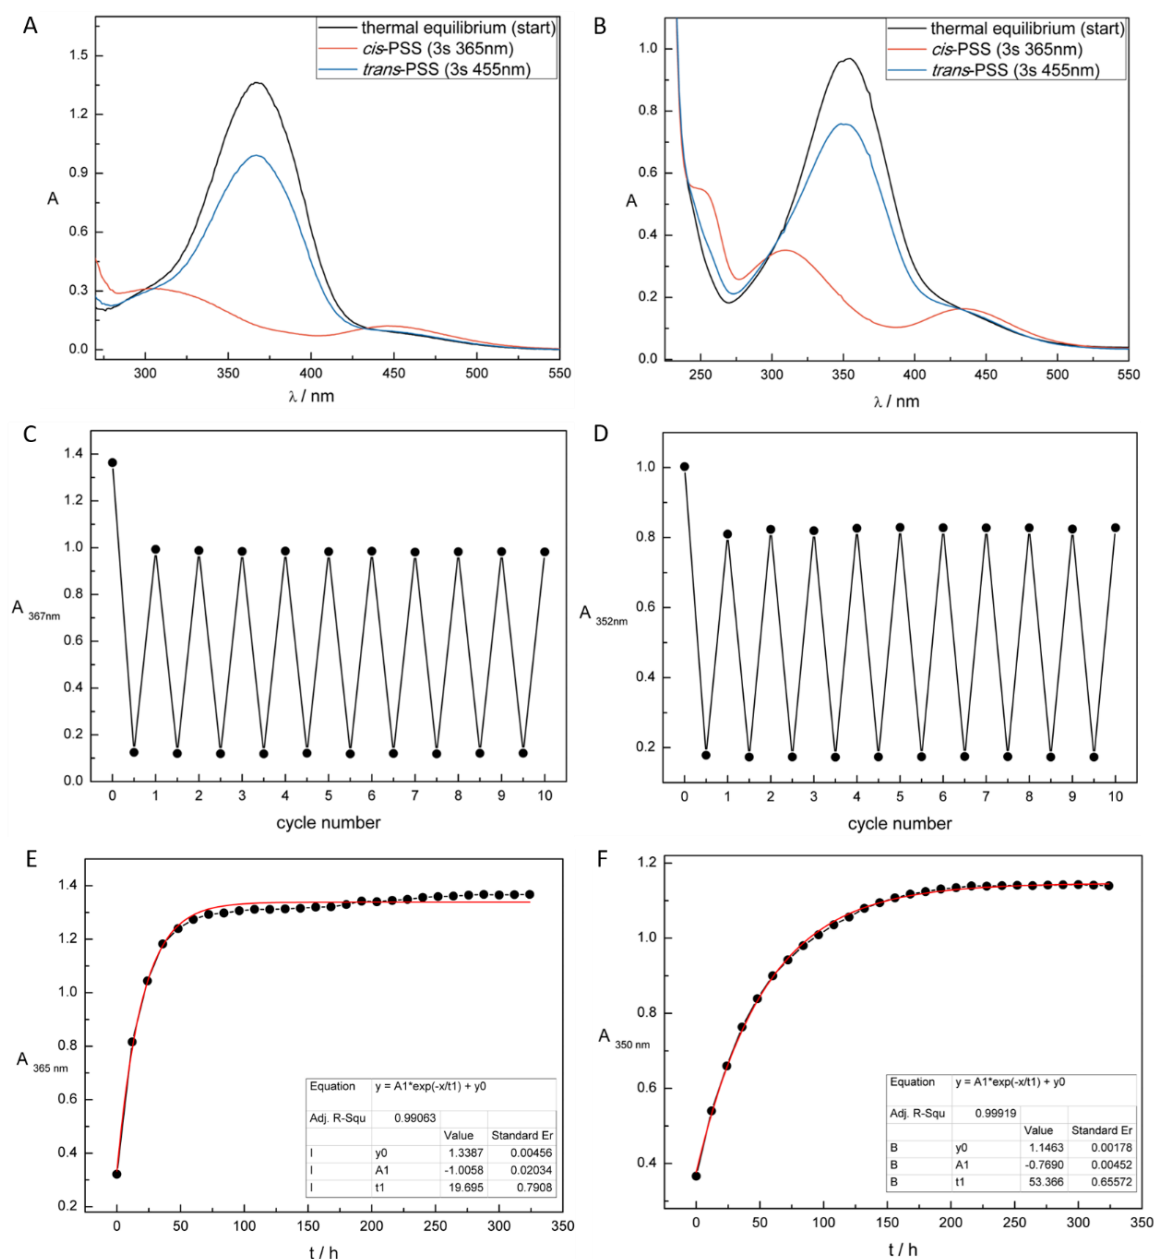 A
thermal equilibrium (start)
cis-PSS (3s 365nm)
trans-PSS (3s 455nm)
1.5
1.2
0.9
0.6
0.3
0.0
A
300 350 400 450 500 550
λ / nm
B
thermal equilibrium (start)
cis-PSS (3s 365nm)
trans-PSS (3s 455nm)
1.0
0.8
0.6
0.4
0.2
0.0
A
250 300 350 400 450 500 550
λ / nm
C
1.4
1.2
1.0
0.8
0.6
0.4
0.2
0.0
A 367nm
0 1 2 3 4 5 6 7 8 9 10
cycle number
D
1.0
0.8
0.6
0.4
0.2
A 352nm
0 1 2 3 4 5 6 7 8 9 10
cycle number
E
1.4
1.2
1.0
0.8
0.6
0.4
0.2
A 365 nm
Equation y = A1*exp(-x/t1) + y0
Adj. R-Squ 0.99063
Value Standard Er
I y0 1.3387 0.00456
I A1 -1.0058 0.02034
I t1 19.695 0.7908
0 50 100 150 200 250 300 350
t / h
F
1.2
1.0
0.8
0.6
0.4
A 350 nm
Equation y = A1*exp(-x/t1) + y0
Adj. R-Squ 0.99919
Value Standard Er
B y0 1.1463 0.00178
B A1 -0.7690 0.00452
B t1 53.366 0.65572
0 50 100 150 200 250 300 350
t / h